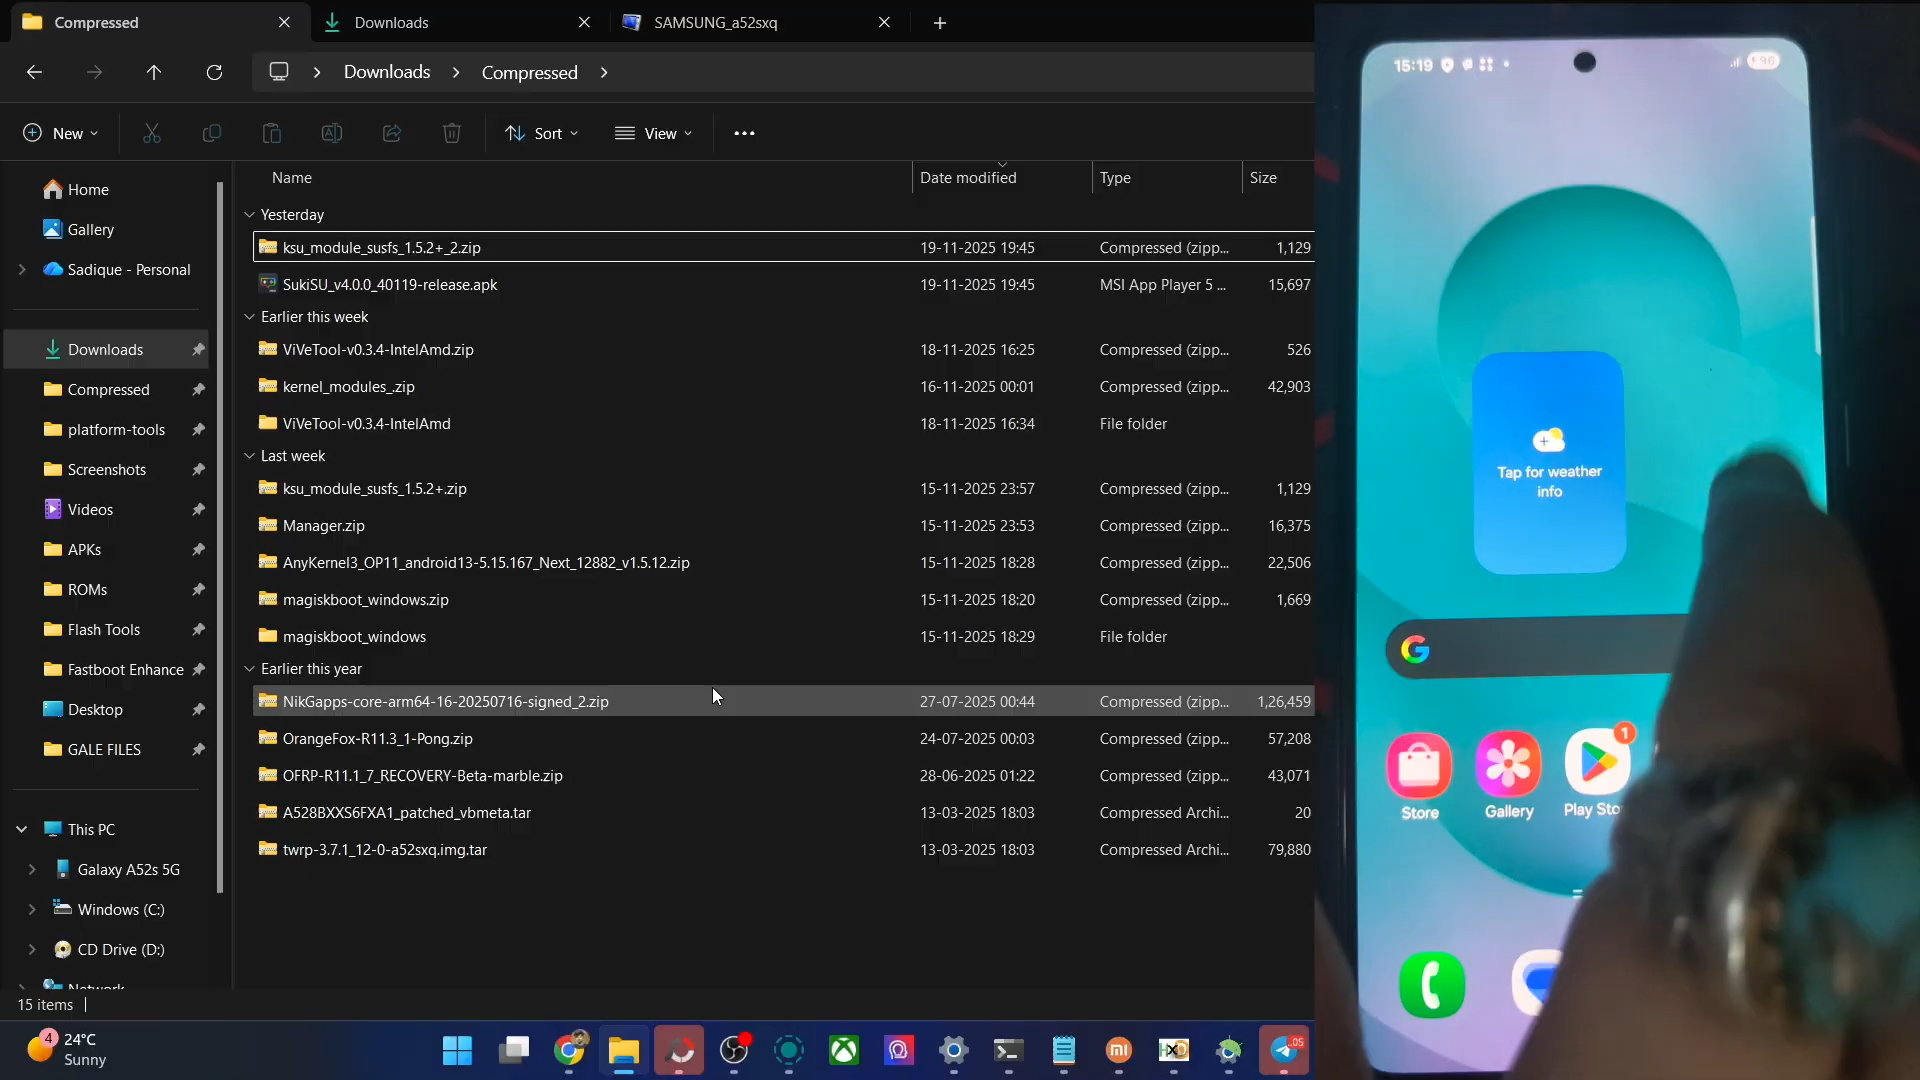 Compressed
Downloads
SAMSUNG_a52sxq
Downloads
Compressed
New
Sort
View
Name
Date modified
Type
Size
Home
Gallery
Sadique - Personal
Downloads
Compressed
platform-tools
Screenshots
Videos
APKs
ROMs
Flash Tools
Fastboot Enhance
Desktop
GALE FILES
This PC
Galaxy A52s 5G
Windows (C:)
CD Drive (D:)
Network
Yesterday
ksu_module_susfs_1.5.2+_2.zip 19-11-2025 19:45 Compressed (zipp... 1,129
SukiSU_v4.0.0_40119-release.apk 19-11-2025 19:45 MSI App Player 5 ... 15,697
Earlier this week
ViVeTool-v0.3.4-IntelAmd.zip 18-11-2025 16:25 Compressed (zipp... 526
kernel_modules_.zip 16-11-2025 00:01 Compressed (zipp... 42,903
ViVeTool-v0.3.4-IntelAmd 18-11-2025 16:34 File folder
Last week
ksu_module_susfs_1.5.2+.zip 15-11-2025 23:57 Compressed (zipp... 1,129
Manager.zip 15-11-2025 23:53 Compressed (zipp... 16,375
AnyKernel3_OP11_android13-5.15.167_Next_12882_v1.5.12.zip 15-11-2025 18:28 Compressed (zipp... 22,506
magiskboot_windows.zip 15-11-2025 18:20 Compressed (zipp... 1,669
magiskboot_windows 15-11-2025 18:29 File folder
Earlier this year
NikGapps-core-arm64-16-20250716-signed_2.zip 27-07-2025 00:44 Compressed (zipp... 1,26,459
OrangeFox-R11.3_1-Pong.zip 24-07-2025 00:03 Compressed (zipp... 57,208
OFRP-R11.1_7_RECOVERY-Beta-marble.zip 28-06-2025 01:22 Compressed (zipp... 43,071
A528BXXS6FXA1_patched_vbmeta.tar 13-03-2025 18:03 Compressed Archi... 20
twrp-3.7.1_12-0-a52sxq.img.tar 13-03-2025 18:03 Compressed Archi... 79,880
15 items
4
24°C
Sunny
mi
HXD
..05
15:19
96
Tap for weather
info
G
1
Store
Gallery
Play Sto